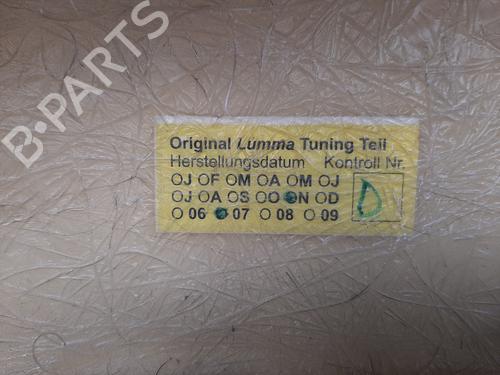 B-PARTS
Original Lumma Tuning Teil
Herstellungsdatum Kontroll Nr.
OJ OF OM OA OM OJ
OJ OA OS OO ON OD
D
O 06 O 07 O 08 O 09